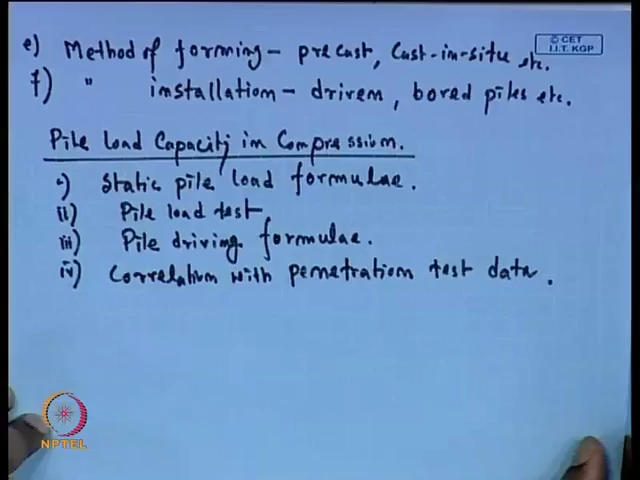 © CET
I.I.T. KGP
e) Method of forming - precast, Cast-in-situ etc.
f) " installation - driven, bored piles etc.
Pile Load Capacity in Compression.
i) Static pile load formulae.
ii) Pile load test
iii) Pile driving formulae.
iv) Correlation with penetration test data.
NPTEL